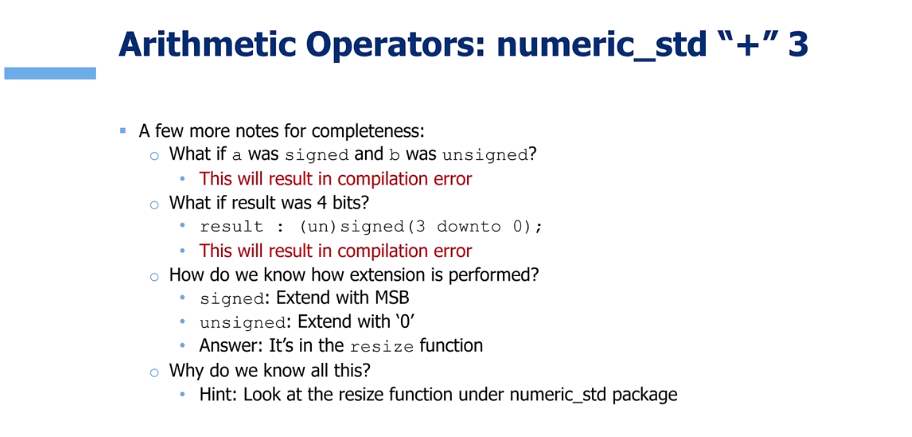 Arithmetic Operators: numeric_std “+” 3
▪ A few more notes for completeness:
o What if a was signed and b was unsigned?
• This will result in compilation error
o What if result was 4 bits?
• result : (un)signed(3 downto 0);
• This will result in compilation error
o How do we know how extension is performed?
• signed: Extend with MSB
• unsigned: Extend with ‘0’
• Answer: It’s in the resize function
o Why do we know all this?
• Hint: Look at the resize function under numeric_std package